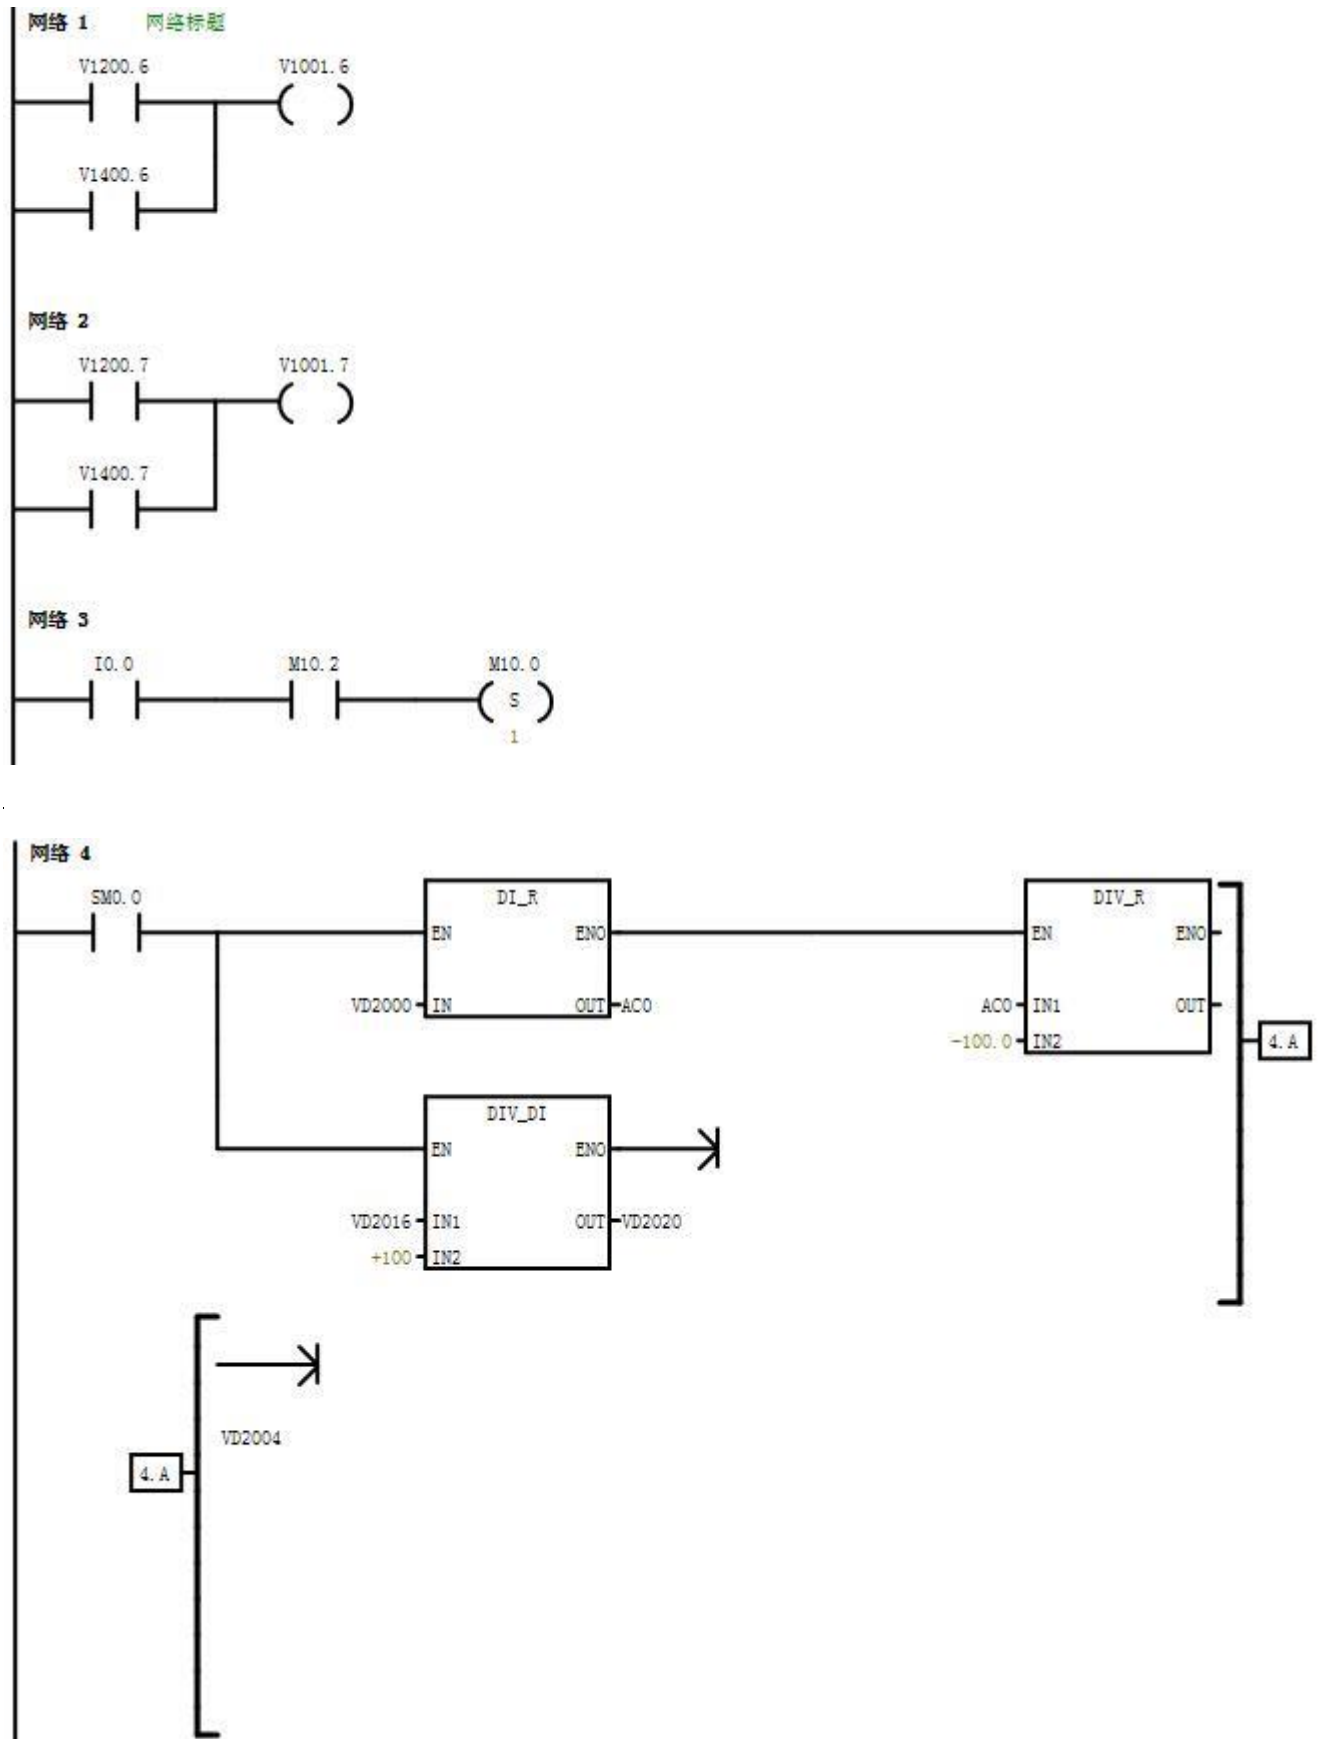 网络 1 网络标题
V1200.6 V1001.6
V1400.6
网络 2
V1200.7 V1001.7
V1400.7
网络 3
I0.0 M10.2 M10.0
S
1
网络 4
SM0.0 DI_R DIV_R
EN ENO EN ENO
VD2000 IN OUT AC0 AC0 IN1 OUT
-100.0 IN2 4.A
DIV_DI
EN ENO
VD2016 IN1 OUT VD2020
+100 IN2
VD2004
4.A